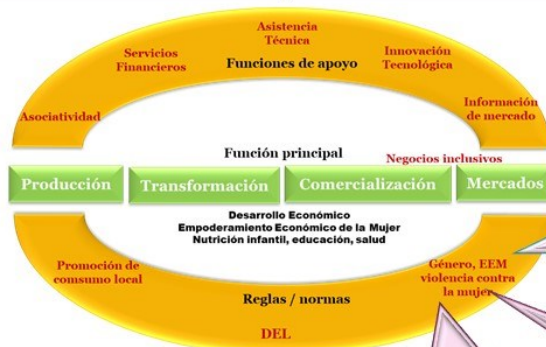 Asistencia
Técnica
Servicios
Financieros
Innovación
Tecnológica
Funciones de apoyo
Asociatividad
Información
de mercado
Función principal
Negocios inclusivos
Producción
Transformación
Comercialización
Mercados
Desarrollo Económico
Empoderamiento Económico de la Mujer
Nutrición infantil, educación, salud
Promoción de
comsumo local
Género, EEM
violencia contra
la mujer
Reglas / normas
DEL